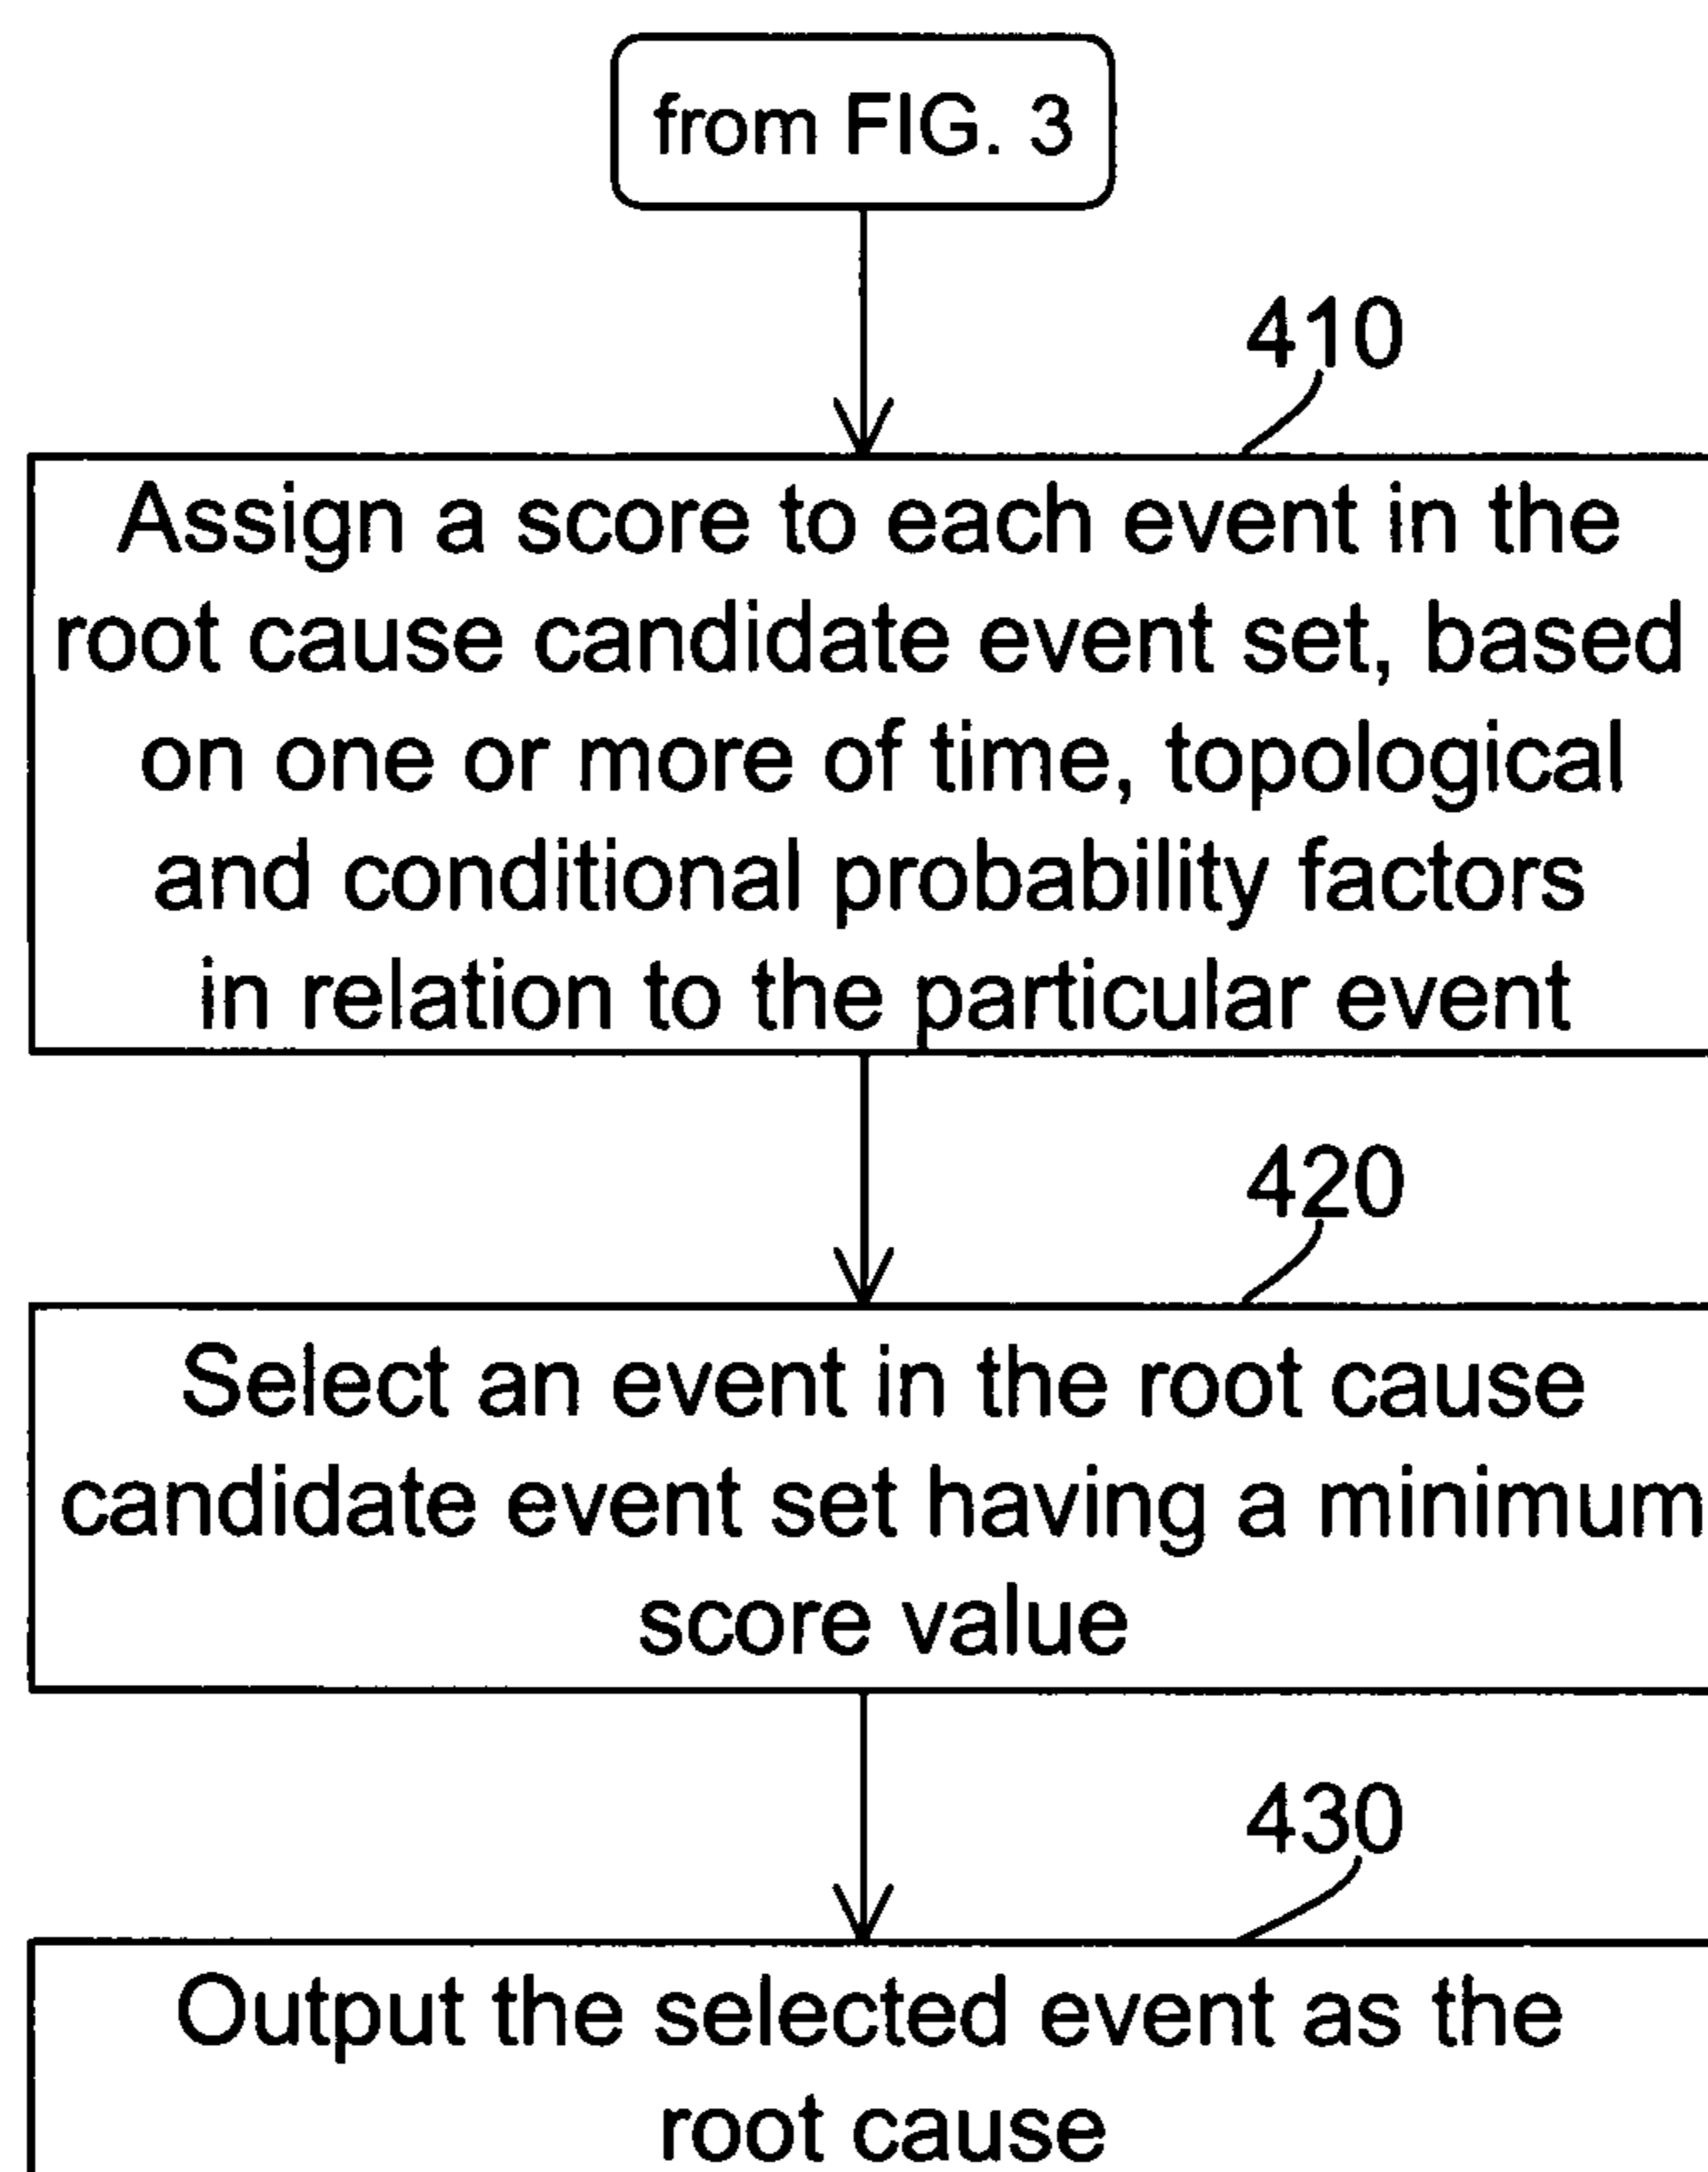 from FIG. 3
410
Assign a score to each event in the
root cause candidate event set, based
on one or more of time, topological
and conditional probability factors
in relation to the particular event
420
Select an event in the root cause
candidate event set having a minimum
score value
430
Output the selected event as the
root cause